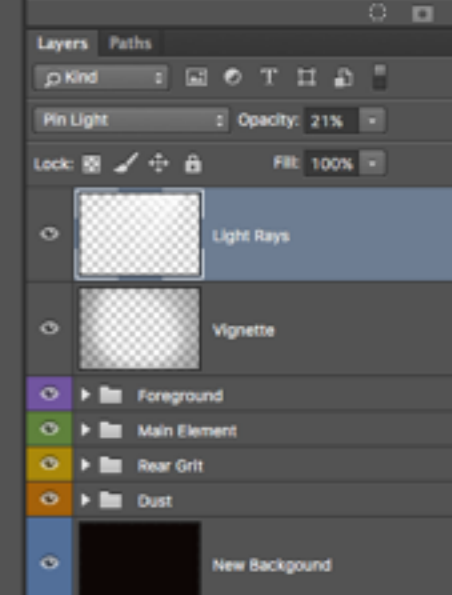 Layers Paths
Kind
Pin Light Opacity: 21%
Lock: Fill: 100%
Light Rays
Vignette
Foreground
Main Element
Rear Grit
Dust
New Backgound